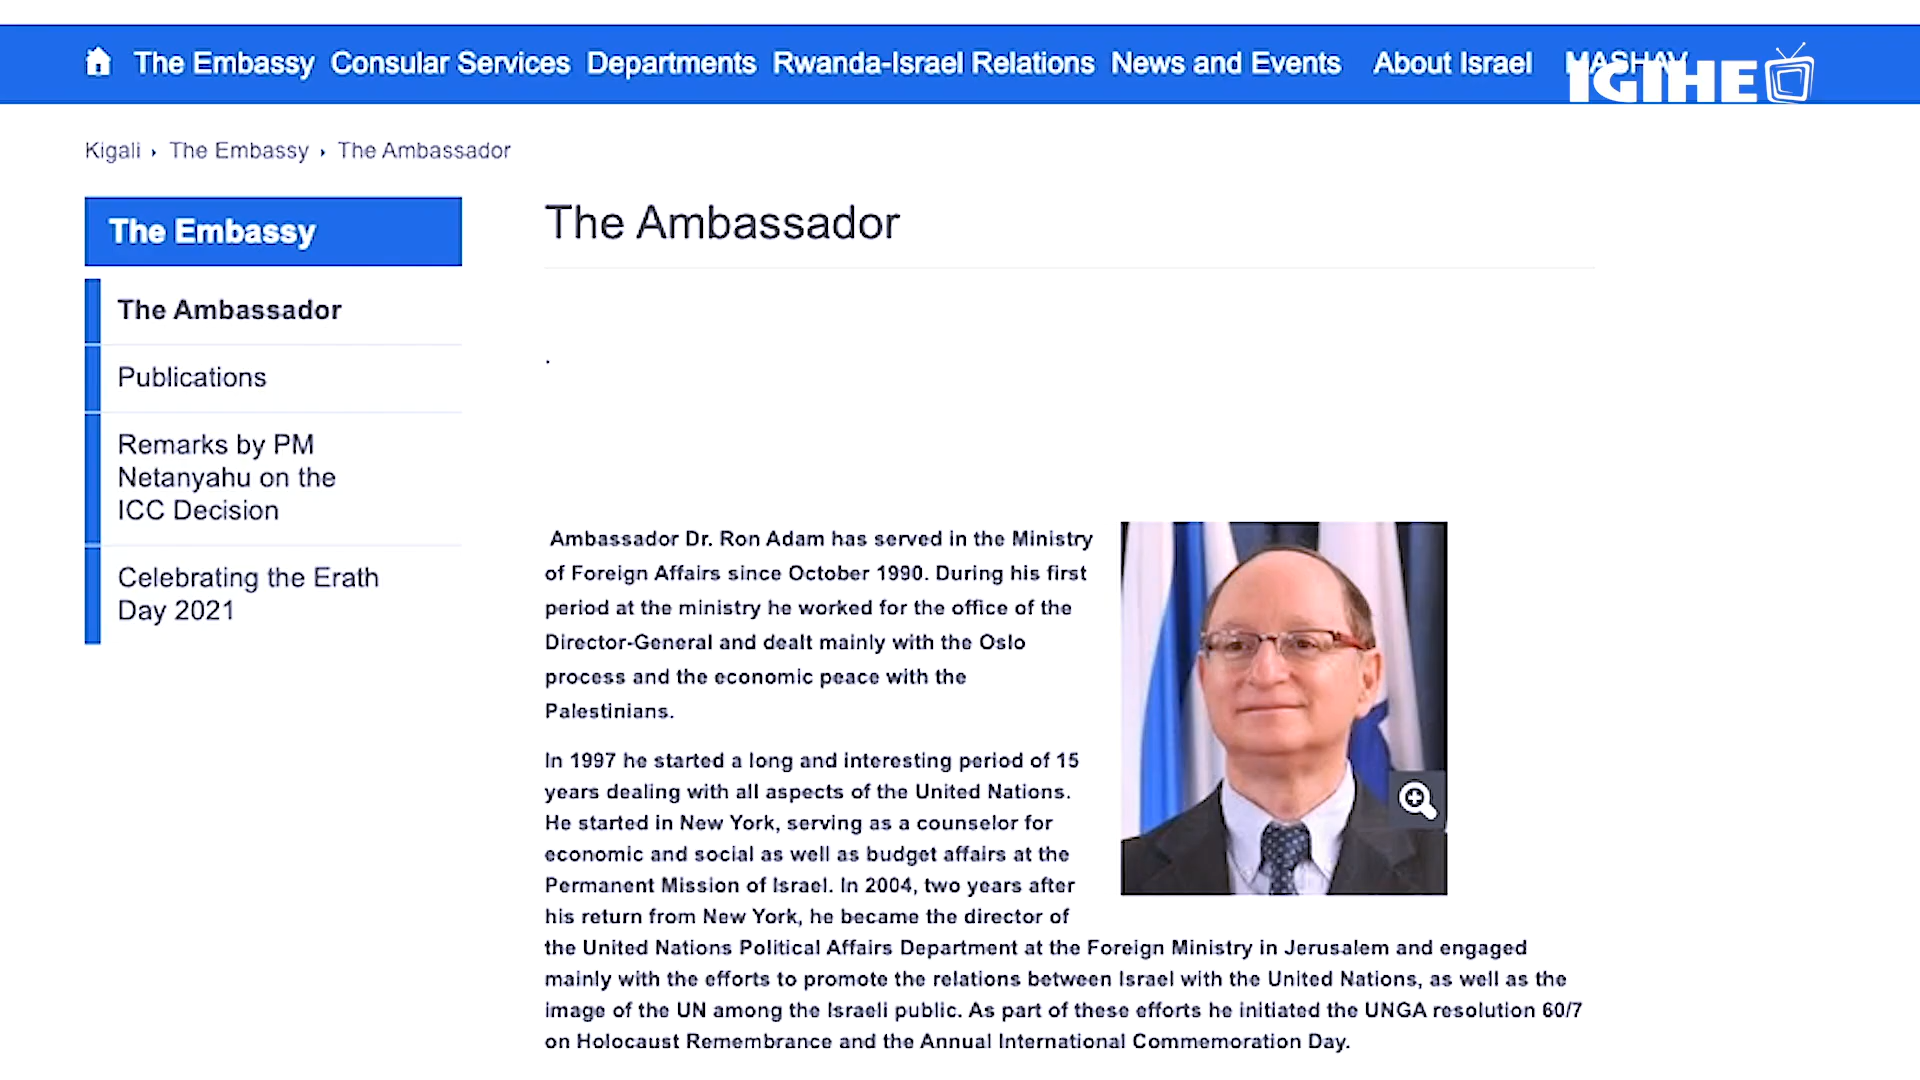 The Embassy Consular Services Departments Rwanda-Israel Relations News and Events About Israel MASHAV
IGIHE
Kigali › The Embassy › The Ambassador
The Embassy
The Ambassador
Publications
Remarks by PM
Netanyahu on the
ICC Decision
Celebrating the Erath
Day 2021
The Ambassador
.
Ambassador Dr. Ron Adam has served in the Ministry
of Foreign Affairs since October 1990. During his first
period at the ministry he worked for the office of the
Director-General and dealt mainly with the Oslo
process and the economic peace with the
Palestinians.
In 1997 he started a long and interesting period of 15
years dealing with all aspects of the United Nations.
He started in New York, serving as a counselor for
economic and social as well as budget affairs at the
Permanent Mission of Israel. In 2004, two years after
his return from New York, he became the director of
the United Nations Political Affairs Department at the Foreign Ministry in Jerusalem and engaged
mainly with the efforts to promote the relations between Israel with the United Nations, as well as the
image of the UN among the Israeli public. As part of these efforts he initiated the UNGA resolution 60/7
on Holocaust Remembrance and the Annual International Commemoration Day.